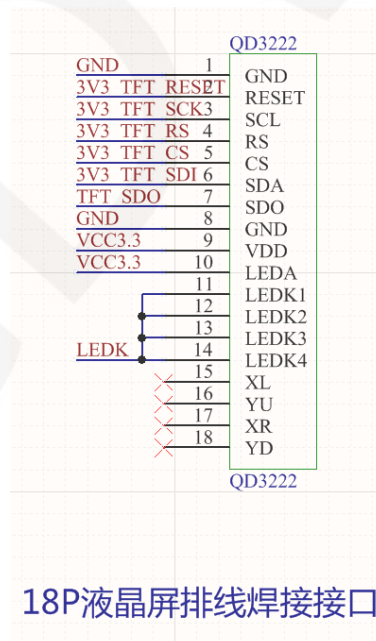 QD3222
GND 1 GND
3V3 TFT RESET 2 RESET
3V3 TFT SCK 3 SCL
3V3 TFT RS 4 RS
3V3 TFT CS 5 CS
3V3 TFT SDI 6 SDA
TFT SDO 7 SDO
GND 8 GND
VCC3.3 9 VDD
VCC3.3 10 LEDA
11 LEDK1
12 LEDK2
13 LEDK3
LEDK 14 LEDK4
15 XL
16 YU
17 XR
18 YD
QD3222
18P液晶屏排线焊接接口